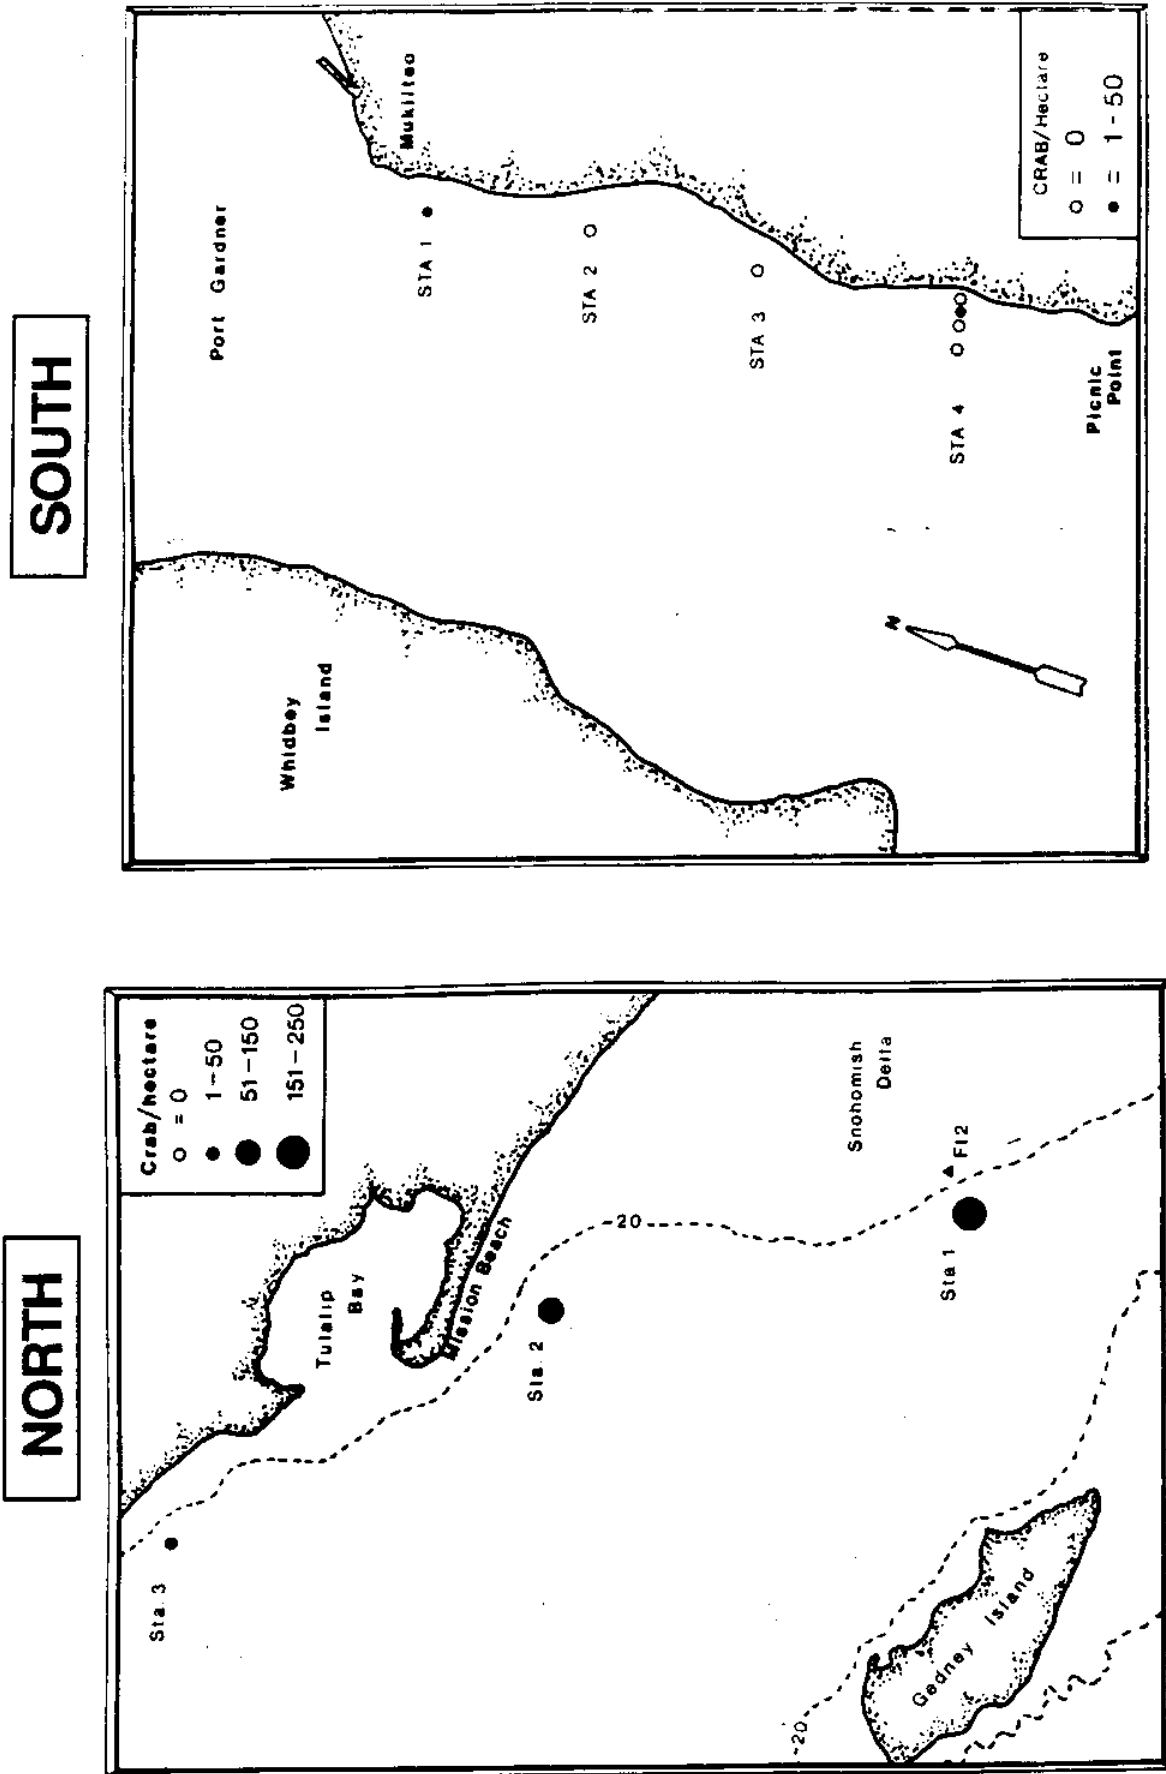 SOUTH
Port Gardner
Mukilteo
STA 1
STA 2
STA 3
STA 4
Whidbey
Island
Picnic
Point
N
CRAB/Hectare
= 0
= 1-50
NORTH
Crab/hectare
= 0
1-50
51-150
151-250
Tulalip
Bay
Mission Beach
Snohomish
Delta
Fl2
Sta 1
Sta. 2
Sta. 3
-20
-20
Gedney Island